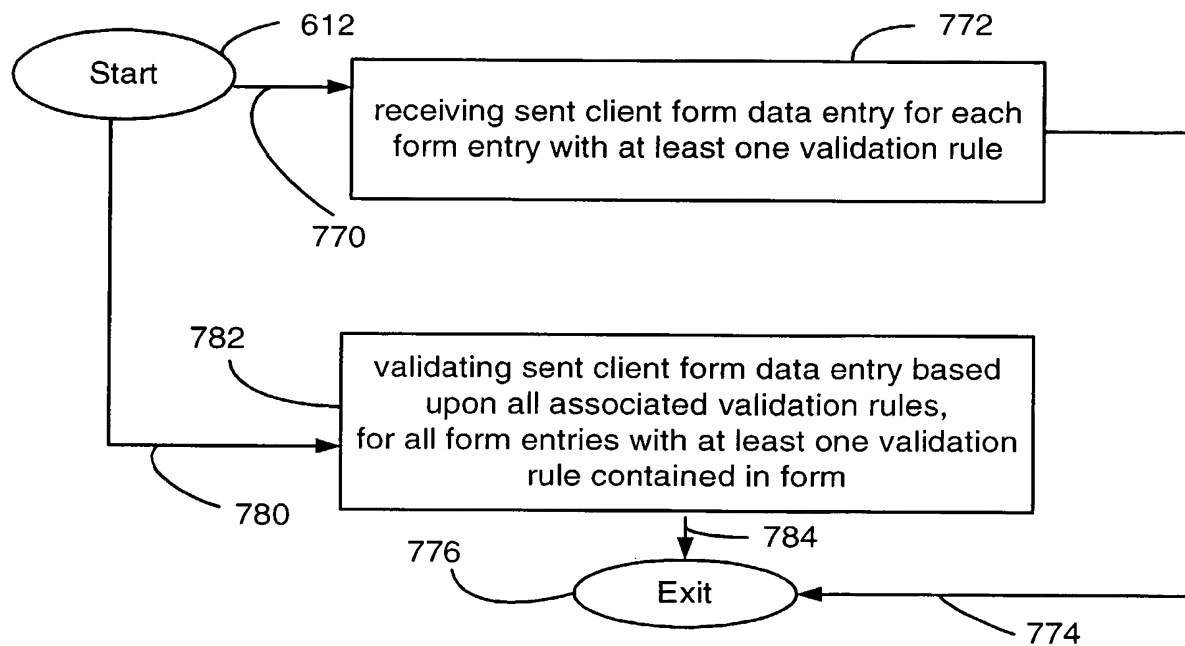 612
772
Start
receiving sent client form data entry for each
form entry with at least one validation rule
770
782
validating sent client form data entry based
upon all associated validation rules,
for all form entries with at least one validation
rule contained in form
780
784
776
Exit
774